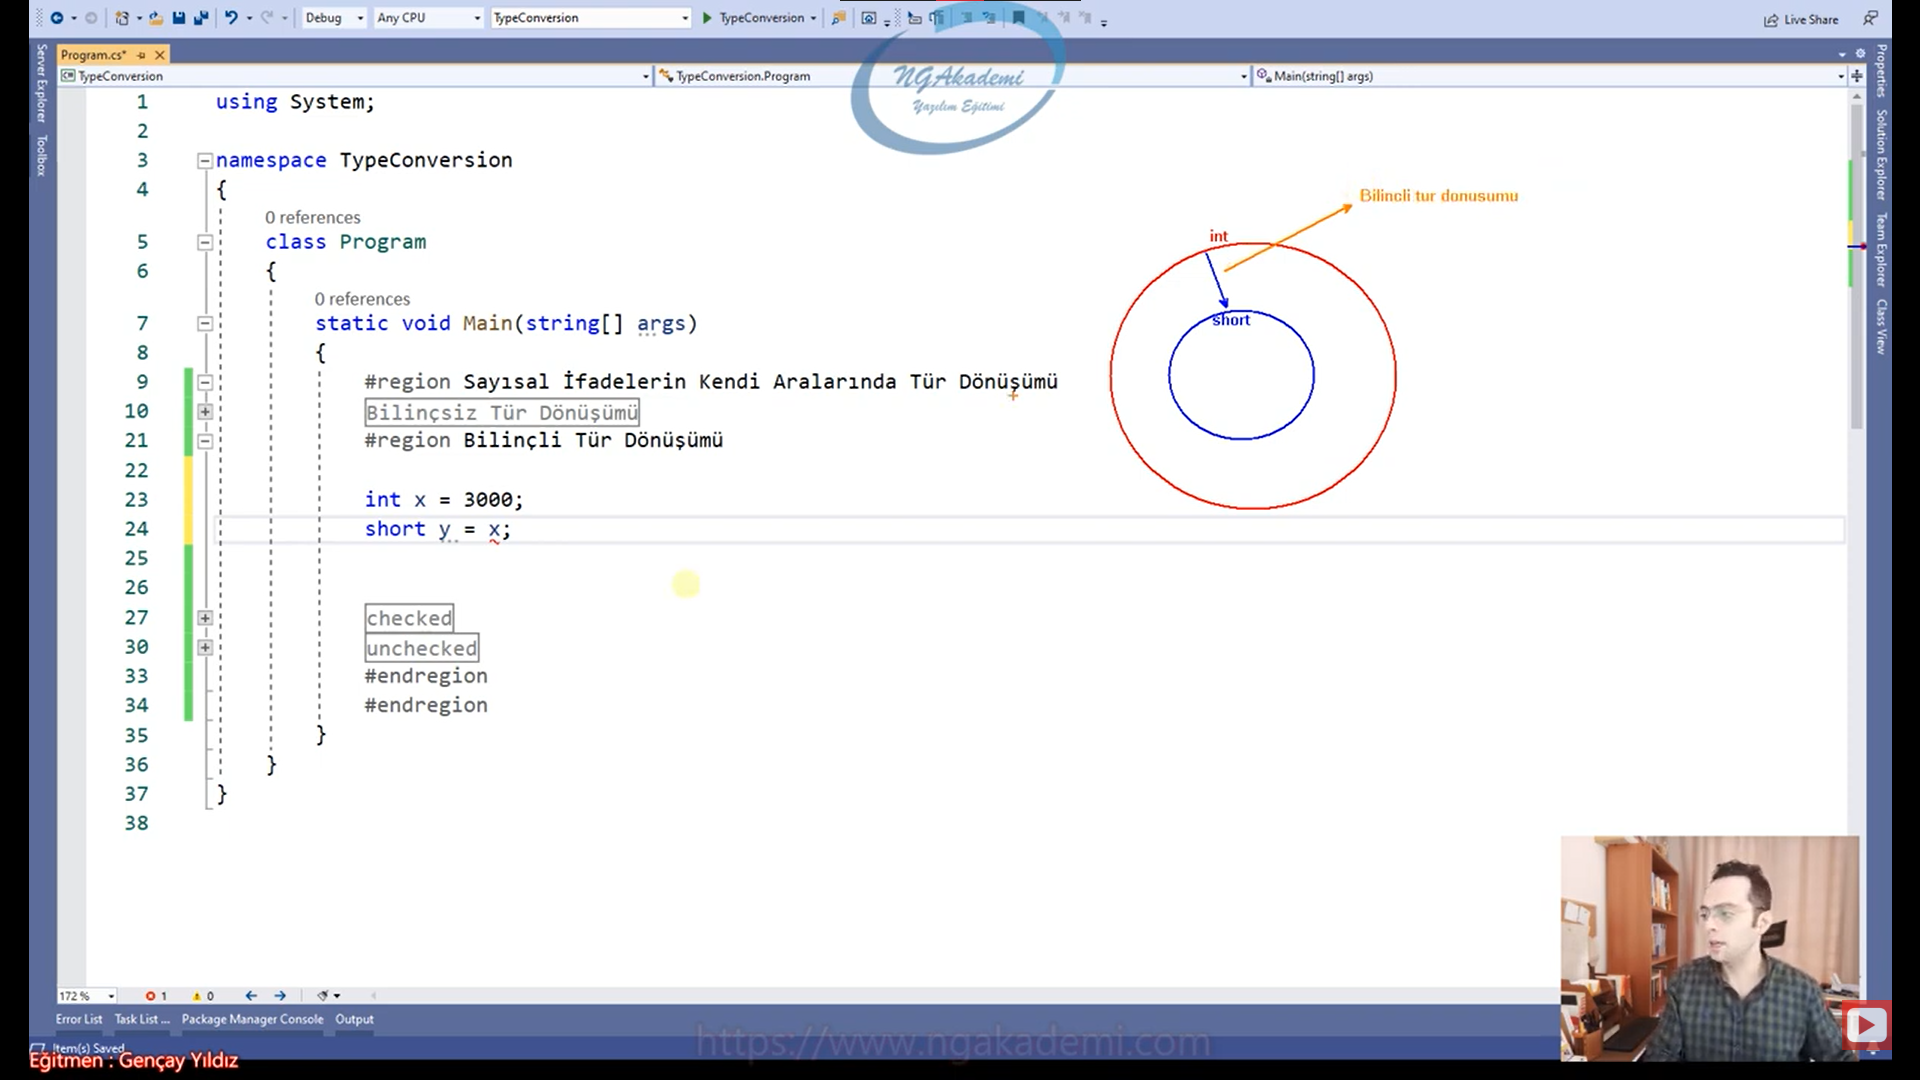 Debug
Any CPU
TypeConversion
TypeConversion
Live Share
Program.cs*
TypeConversion
TypeConversion.Program
Main(string[] args)
NGAkademi
Yazılım Eğitimi
Server Explorer
Toolbox
Properties
Solution Explorer
Team Explorer
Class View
1 using System;
2
3 namespace TypeConversion
4 {
0 references
5 class Program
6 {
0 references
7 static void Main(string[] args)
8 {
9 #region Sayısal İfadelerin Kendi Aralarında Tür Dönüşümü
10 Bilinçsiz Tür Dönüşümü
21 #region Bilinçli Tür Dönüşümü
22
23 int x = 3000;
24 short y = x;
25
26
27 checked
30 unchecked
33 #endregion
34 #endregion
35 }
36 }
37 }
38
Bilincli tur donusumu
int
short
172 %
1
0
Error List
Task List ...
Package Manager Console
Output
Item(s) Saved
https://www.ngakademi.com
Eğitmen : Gençay Yıldız